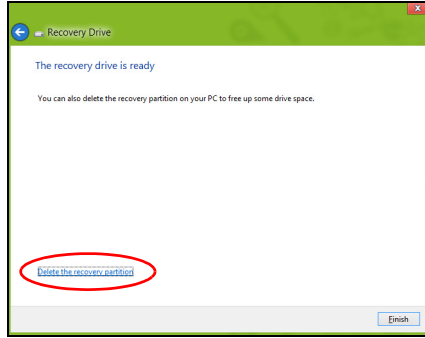 Recovery Drive
The recovery drive is ready
You can also delete the recovery partition on your PC to free up some drive space.
Delete the recovery partition
Finish